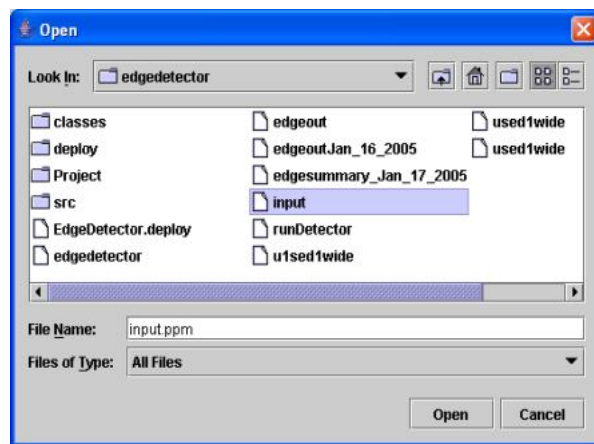 Open
Look In: edgedetector
classes edgeout used1wide
deploy edgeoutJan_16_2005 used1wide
Project edgesummary_Jan_17_2005
src input
EdgeDetector.deploy runDetector
edgedetector u1sed1wide
File Name: input.ppm
Files of Type: All Files
Open Cancel